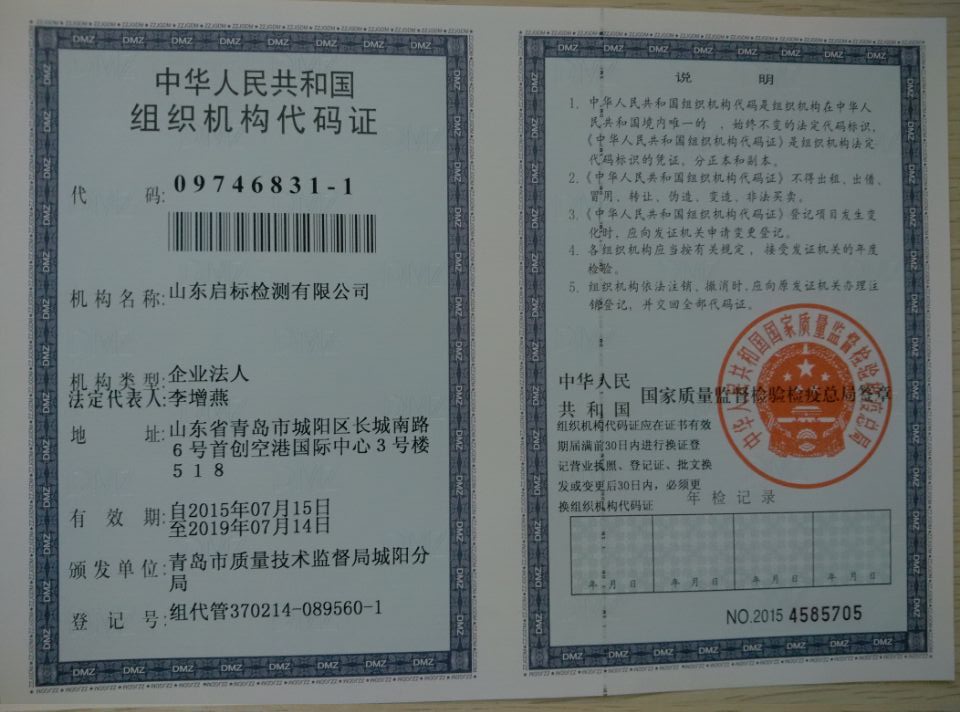 中华人民共和国
组织机构代码证
代 码: 09746831-1
机构名称: 山东启标检测有限公司
机构类型: 企业法人
法定代表人: 李增燕
地 址: 山东省青岛市城阳区长城南路
6号首创空港国际中心3号楼
518
有 效 期: 自2015年07月15日
至2019年07月14日
颁发单位: 青岛市质量技术监督局城阳分
局
登 记 号: 组代管370214-089560-1
说 明
1. 中华人民共和国组织机构代码是组织机构在中华人
民共和国境内唯一的 、始终不变的法定代码标识,
《中华人民共和国组织机构代码证》是组织机构法定
代码标识的凭证, 分正本和副本。
2.《中华人民共和国组织机构代码证》不得出租、出借、
冒用、转让、伪造、变造、非法买卖。
3.《中华人民共和国组织机构代码证》登记项目发生变
化时, 应向发证机关申请变更登记。
4. 各组织机构应当按有关规定, 接受发证机关的年度
检验。
5. 组织机构依法注销、撤消时, 应向原发证机关办理注
销登记, 并交回全部代码证。
中华人民
共和国 国家质量监督检验检疫总局签章
中华人民共和国国家质量监督检验检疫总局
组织机构代码证应在证书有效
期届满前30日内进行换证登
记营业执照、登记证、批文换
发或变更后30日内, 必须更
换组织机构代码证
年检记录
年 月 日 年 月 日 年 月 日 年 月 日
NO.2015 4585705